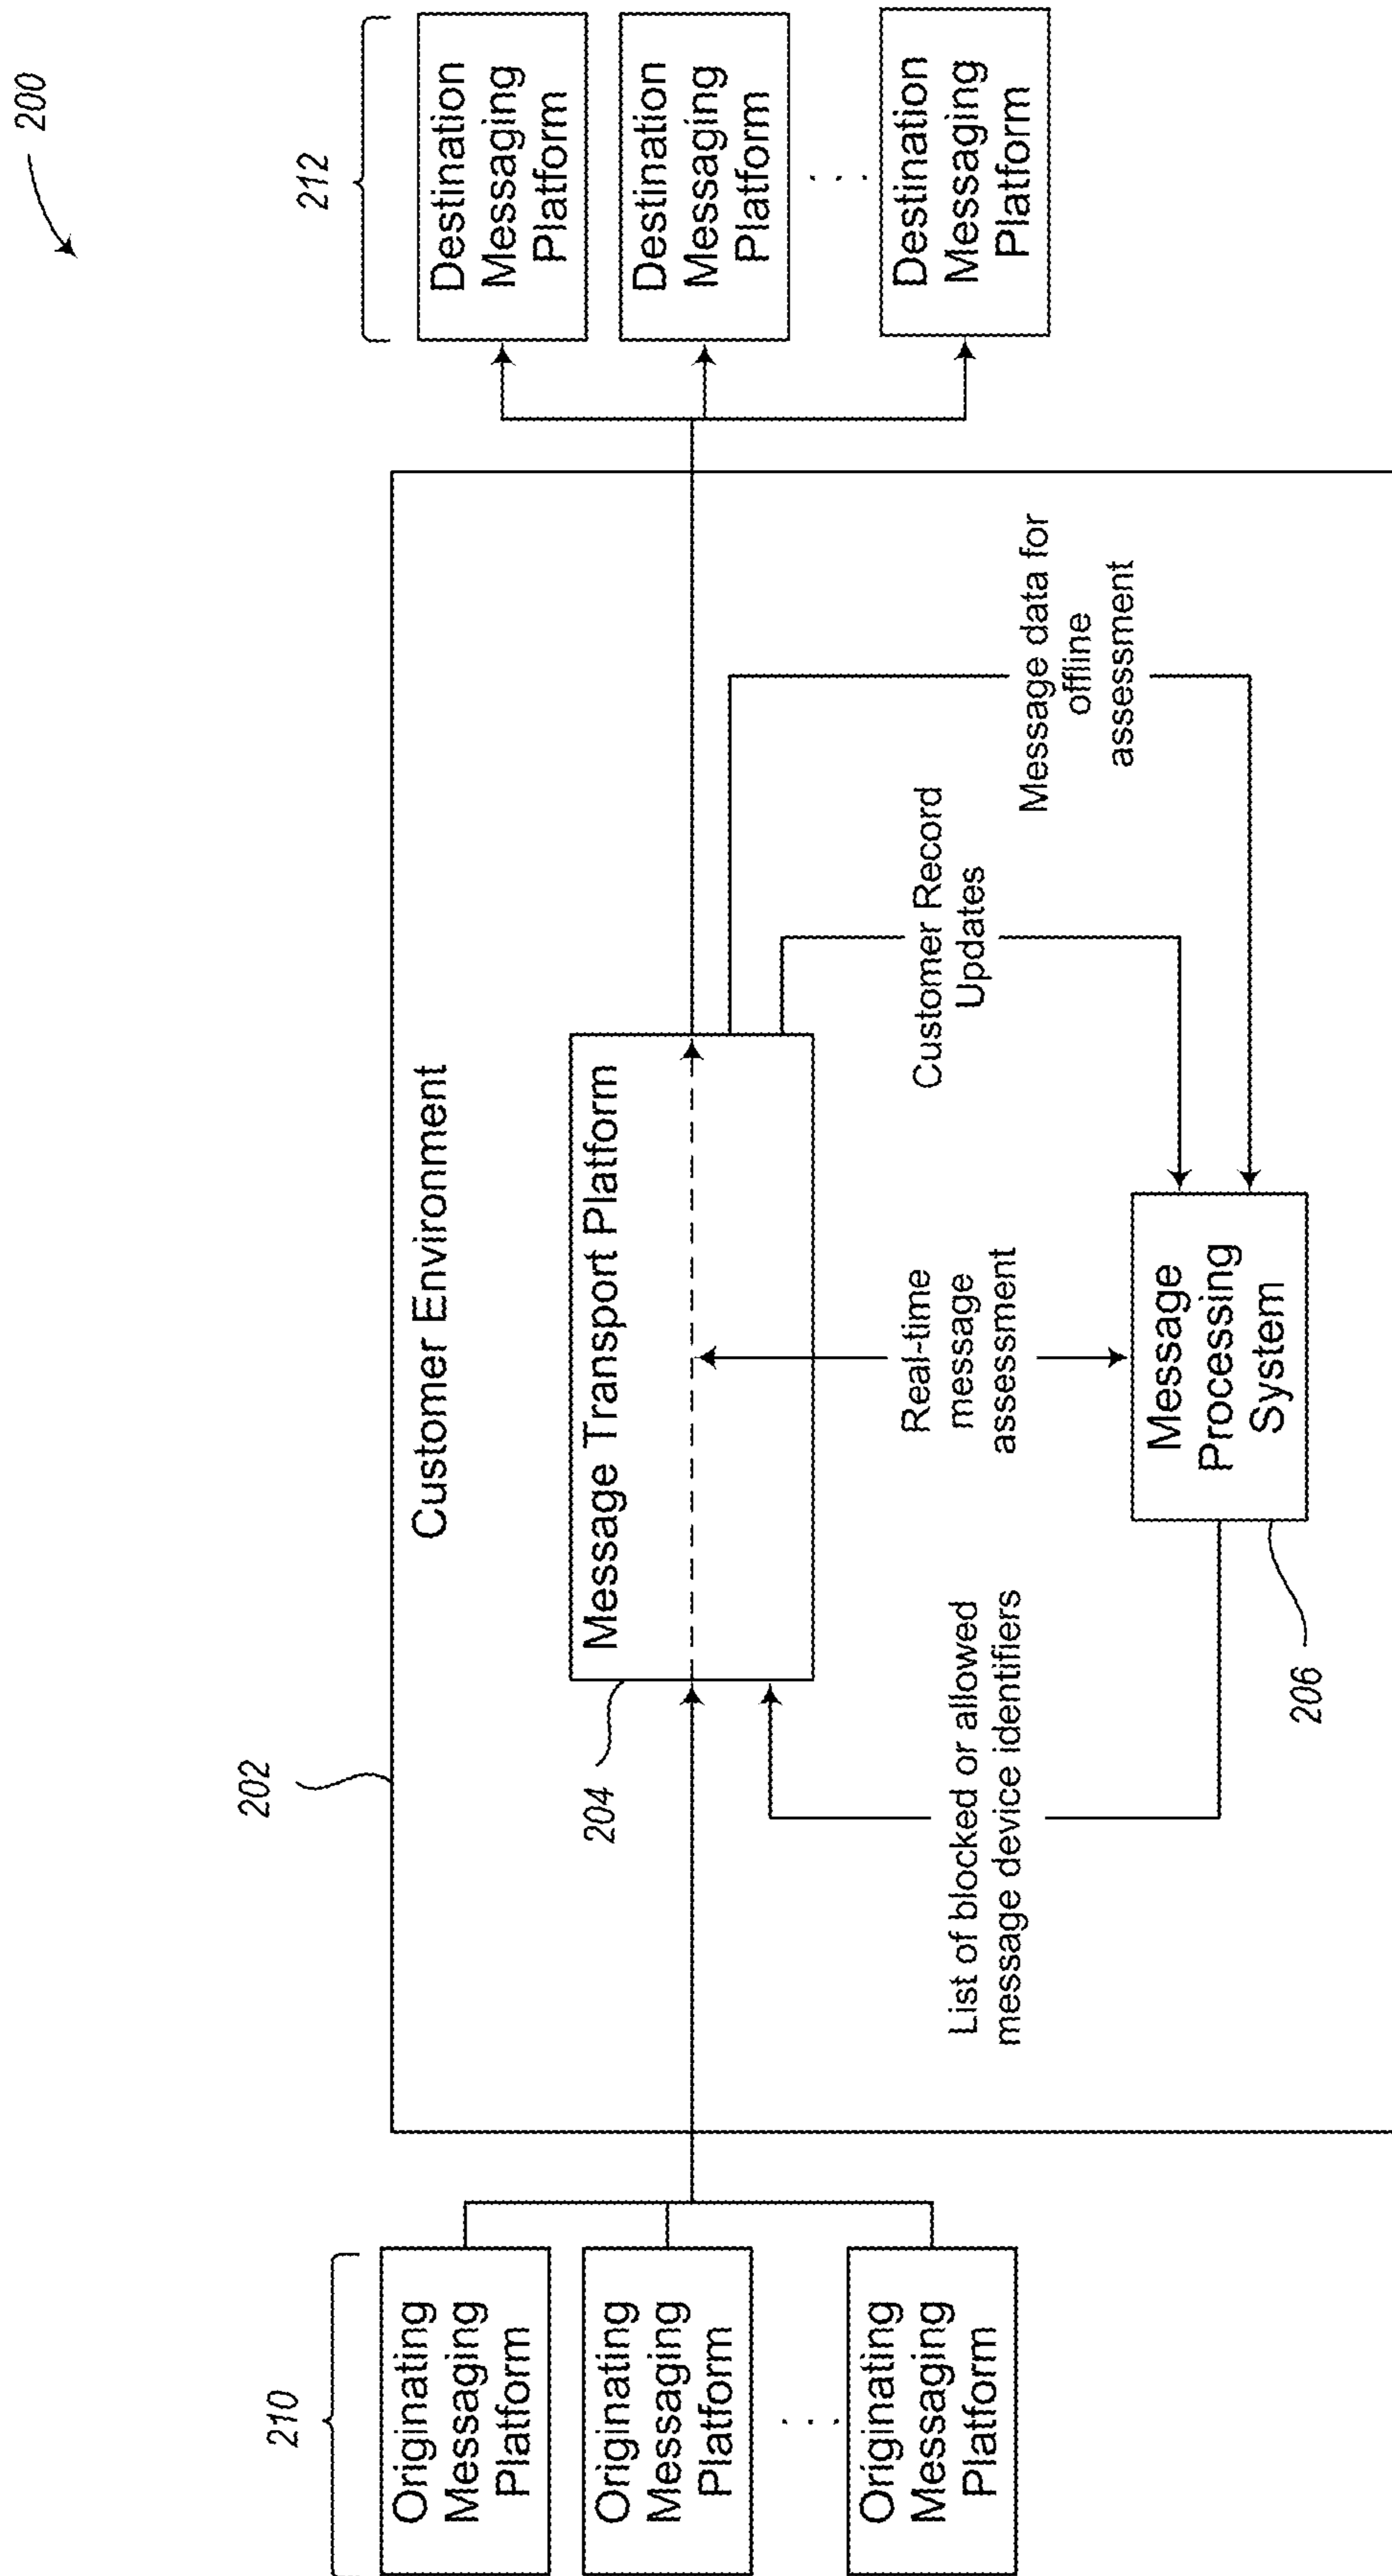 200
212
Destination
Messaging
Platform
Destination
Messaging
Platform
. . .
Destination
Messaging
Platform
202
Customer Environment
Message Transport Platform
204
Real-time
message
assessment
Customer Record
Updates
Message data for
offline
assessment
List of blocked or allowed
message device identifiers
Message
Processing
System
206
210
Originating
Messaging
Platform
Originating
Messaging
Platform
. . .
Originating
Messaging
Platform